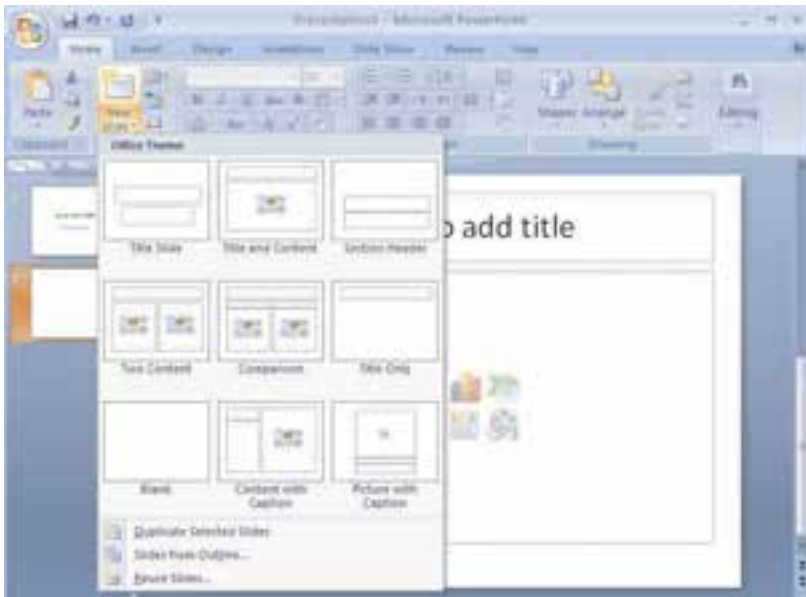 Presentation1 - Microsoft PowerPoint
Home Insert Design Animations Slide Show Review View
Paste
New
Slide
Shapes Arrange
Editing
Clipboard
Drawing
Office Theme
Title Slide Title and Content Section Header
Two Content Comparison Title Only
Blank Content with Caption Picture with Caption
Duplicate Selected Slides
Slides from Outline...
Reuse Slides...
add title